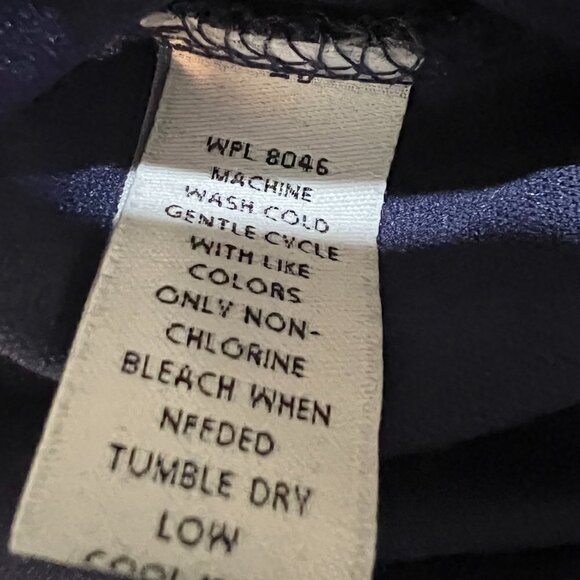 WPL 8046
MACHINE
WASH COLD
GENTLE CYCLE
WITH LIKE
COLORS
ONLY NON-
CHLORINE
BLEACH WHEN
NEEDED
TUMBLE DRY
LOW